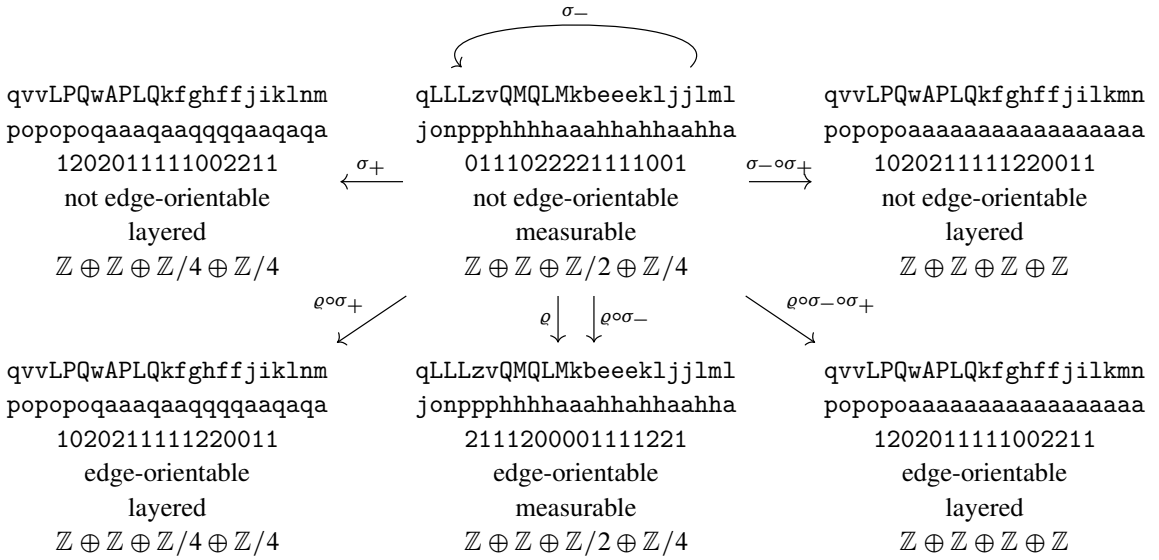 σ−
qvvLPQwAPLQkfghffjiklnm qLLLzvQMQLMkbeeekljjlml qvvLPQwAPLQkfghffjilkmn
popopoqaaaqaaqqqqaaqaqa jonppphhhhaaahhahhaahha popopoaaaaaaaaaaaaaaaaa
1202011111002211 0111022221111001 1020211111220011
σ+ σ−∘σ+
not edge-orientable not edge-orientable not edge-orientable
layered measurable layered
ℤ ⊕ ℤ ⊕ ℤ/4 ⊕ ℤ/4 ℤ ⊕ ℤ ⊕ ℤ/2 ⊕ ℤ/4 ℤ ⊕ ℤ ⊕ ℤ ⊕ ℤ
ϱ∘σ+ ϱ ϱ∘σ− ϱ∘σ−∘σ+
qvvLPQwAPLQkfghffjiklnm qLLLzvQMQLMkbeeekljjlml qvvLPQwAPLQkfghffjilkmn
popopoqaaaqaaqqqqaaqaqa jonppphhhhaaahhahhaahha popopoaaaaaaaaaaaaaaaaa
1020211111220011 2111200001111221 1202011111002211
edge-orientable edge-orientable edge-orientable
layered measurable layered
ℤ ⊕ ℤ ⊕ ℤ/4 ⊕ ℤ/4 ℤ ⊕ ℤ ⊕ ℤ/2 ⊕ ℤ/4 ℤ ⊕ ℤ ⊕ ℤ ⊕ ℤ